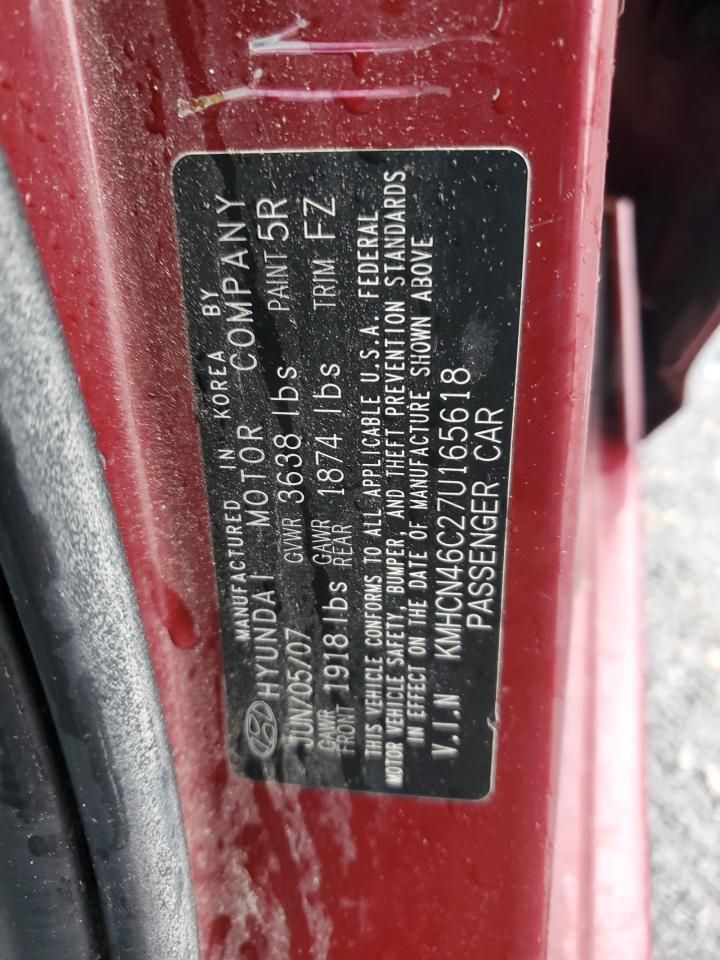 MANUFACTURED IN KOREA BY
HYUNDAI MOTOR COMPANY
JUN/05/07 GVWR 3638 lbs PAINT 5R
GAWR FRONT 1918 lbs GAWR REAR 1874 lbs TRIM FZ
THIS VEHICLE CONFORMS TO ALL APPLICABLE U.S.A. FEDERAL
MOTOR VEHICLE SAFETY, BUMPER, AND THEFT PREVENTION STANDARDS
IN EFFECT ON THE DATE OF MANUFACTURE SHOWN ABOVE
V.I.N KMHCN46C27U165618
PASSENGER CAR